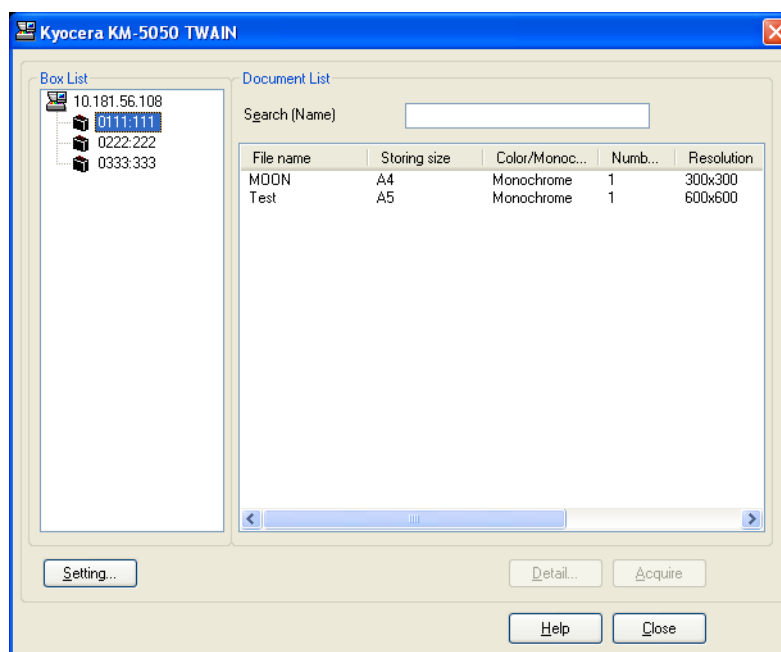 Kyocera KM-5050 TWAIN
Box List
10.181.56.108
0111:111
0222:222
0333:333
Document List
Search (Name)
File name Storing size Color/Monoc... Numb... Resolution
MOON A4 Monochrome 1 300x300
Test A5 Monochrome 1 600x600
Setting...
Detail...
Acquire
Help
Close